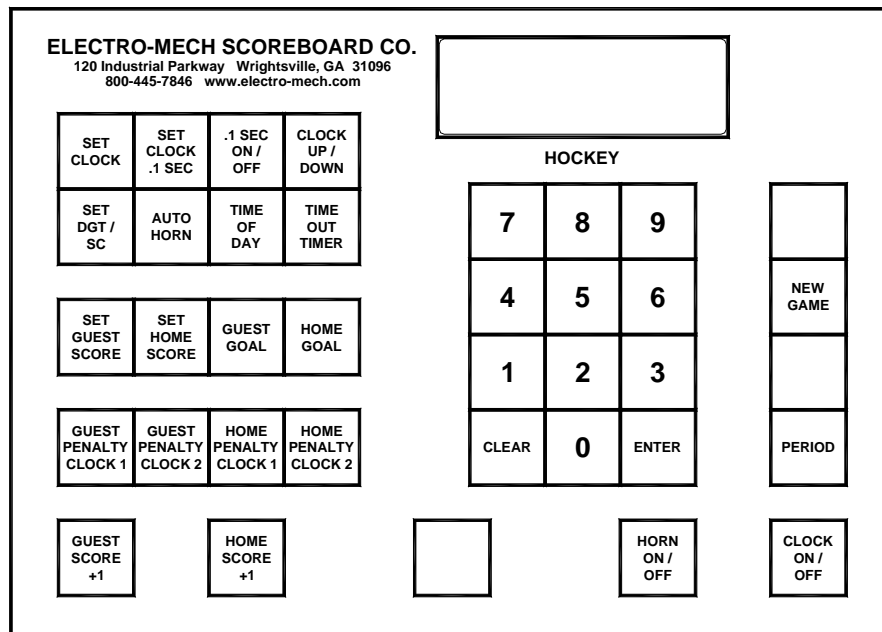 ELECTRO-MECH SCOREBOARD CO.
120 Industrial Parkway Wrightsville, GA 31096
800-445-7846 www.electro-mech.com
SET
CLOCK
SET
CLOCK
.1 SEC
.1 SEC
ON /
OFF
CLOCK
UP /
DOWN
SET
DGT /
SC
AUTO
HORN
TIME
OF
DAY
TIME
OUT
TIMER
SET
GUEST
SCORE
SET
HOME
SCORE
GUEST
GOAL
HOME
GOAL
GUEST
PENALTY
CLOCK 1
GUEST
PENALTY
CLOCK 2
HOME
PENALTY
CLOCK 1
HOME
PENALTY
CLOCK 2
GUEST
SCORE
+1
HOME
SCORE
+1
HOCKEY
7
8
9
4
5
6
1
2
3
CLEAR
0
ENTER
NEW
GAME
PERIOD
HORN
ON /
OFF
CLOCK
ON /
OFF